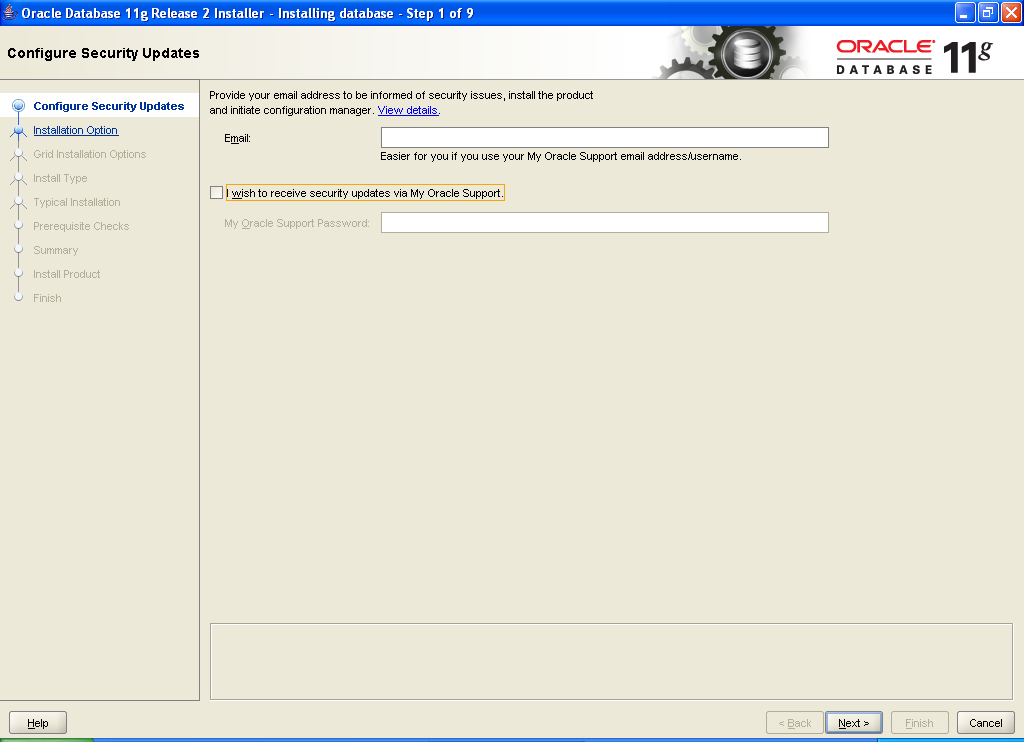 Oracle Database 11g Release 2 Installer - Installing database - Step 1 of 9
Configure Security Updates
ORACLE
DATABASE 11g
Configure Security Updates
Installation Option
Grid Installation Options
Install Type
Typical Installation
Prerequisite Checks
Summary
Install Product
Finish
Provide your email address to be informed of security issues, install the product
and initiate configuration manager. View details.
Email:
Easier for you if you use your My Oracle Support email address/username.
I wish to receive security updates via My Oracle Support.
My Oracle Support Password:
Help
< Back
Next >
Finish
Cancel